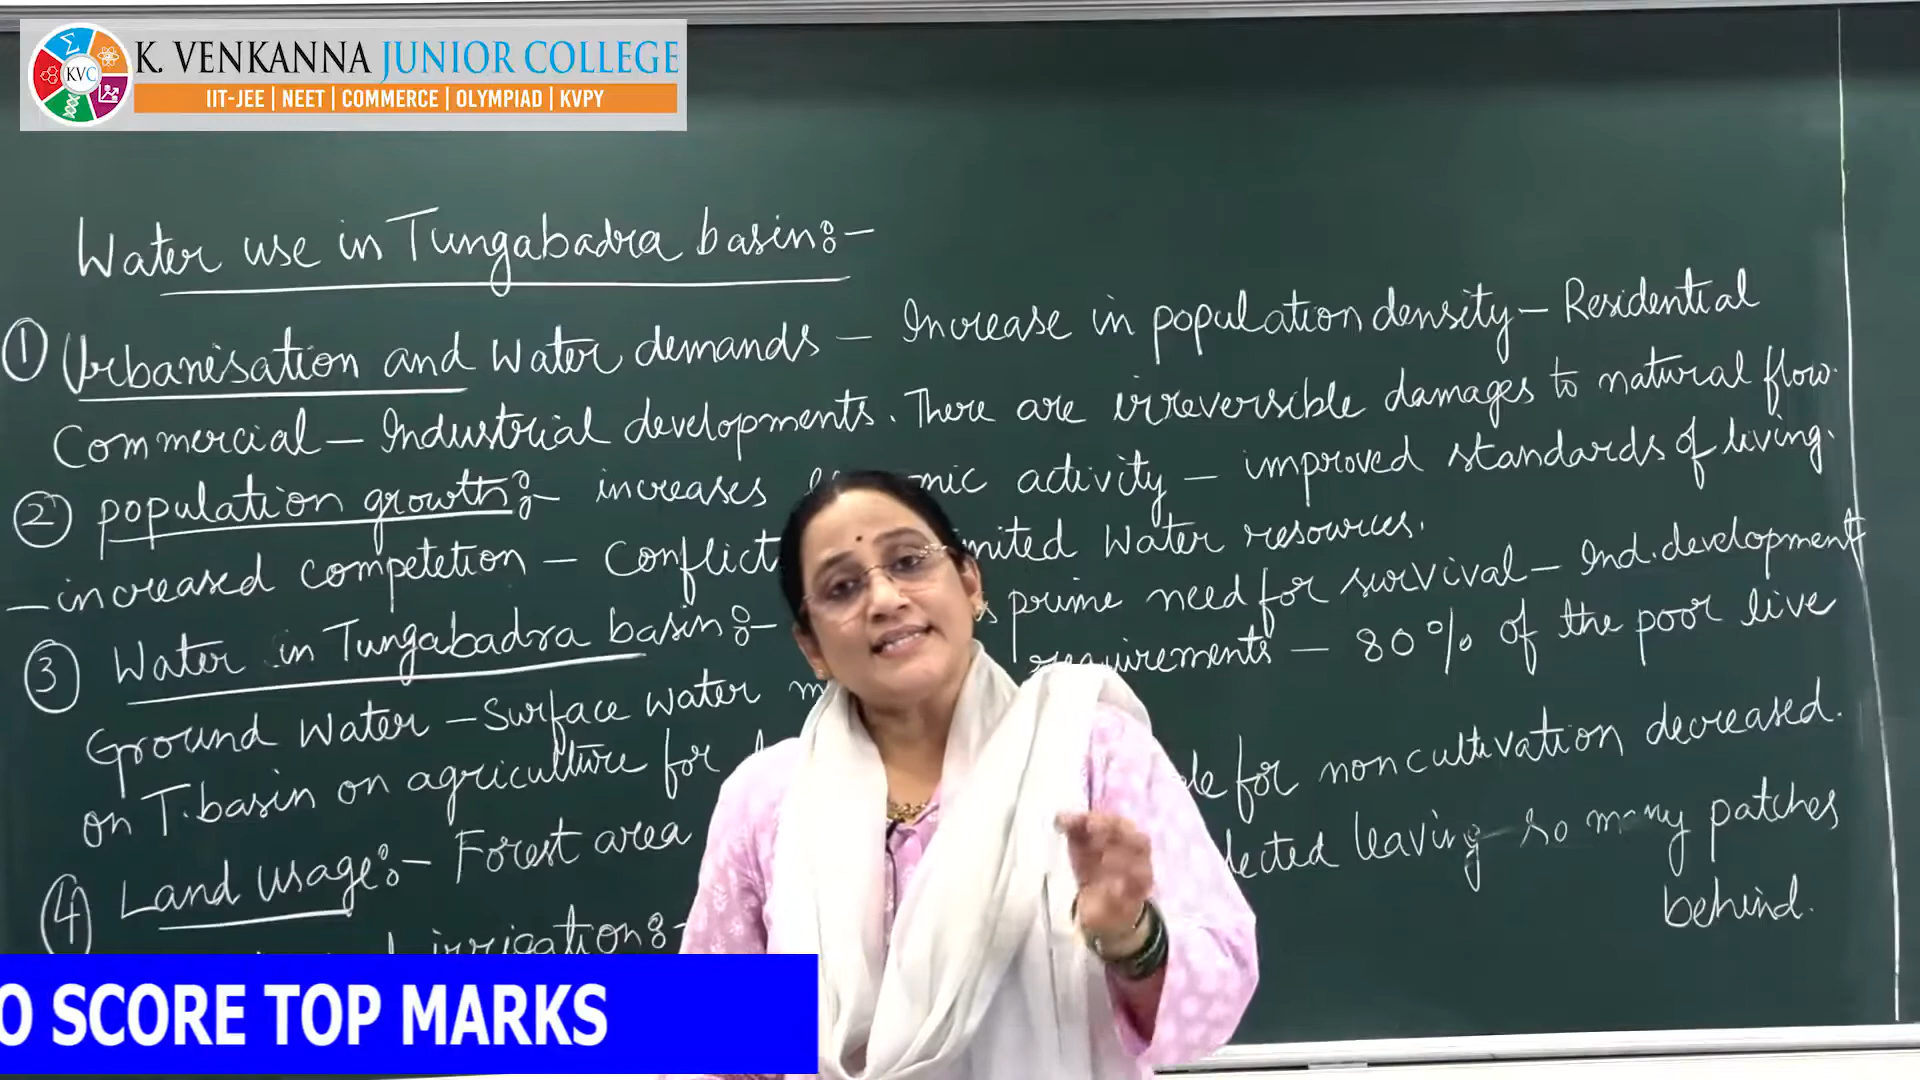 KVC
K. VENKANNA JUNIOR COLLEGE
IIT-JEE | NEET | COMMERCE | OLYMPIAD | KVPY
Water use in Tungabadra basin:-
① Urbanisation and Water demands - Increase in population density - Residential
Commercial - Industrial developments. There are irreversible damages to natural flow.
② population growth:- increases activity - improved standards of living.
- increased competetion - Conflict Water resources.
③ Water in Tungabadra basin:- prime need for survival - Ind. development
Ground Water - Surface water requirements - 80% of the poor live
on T. basin on agriculture for for noncultivation decreased.
④ Land usage:- Forest area leaving so many patches
behind.
irrigation:-
O SCORE TOP MARKS